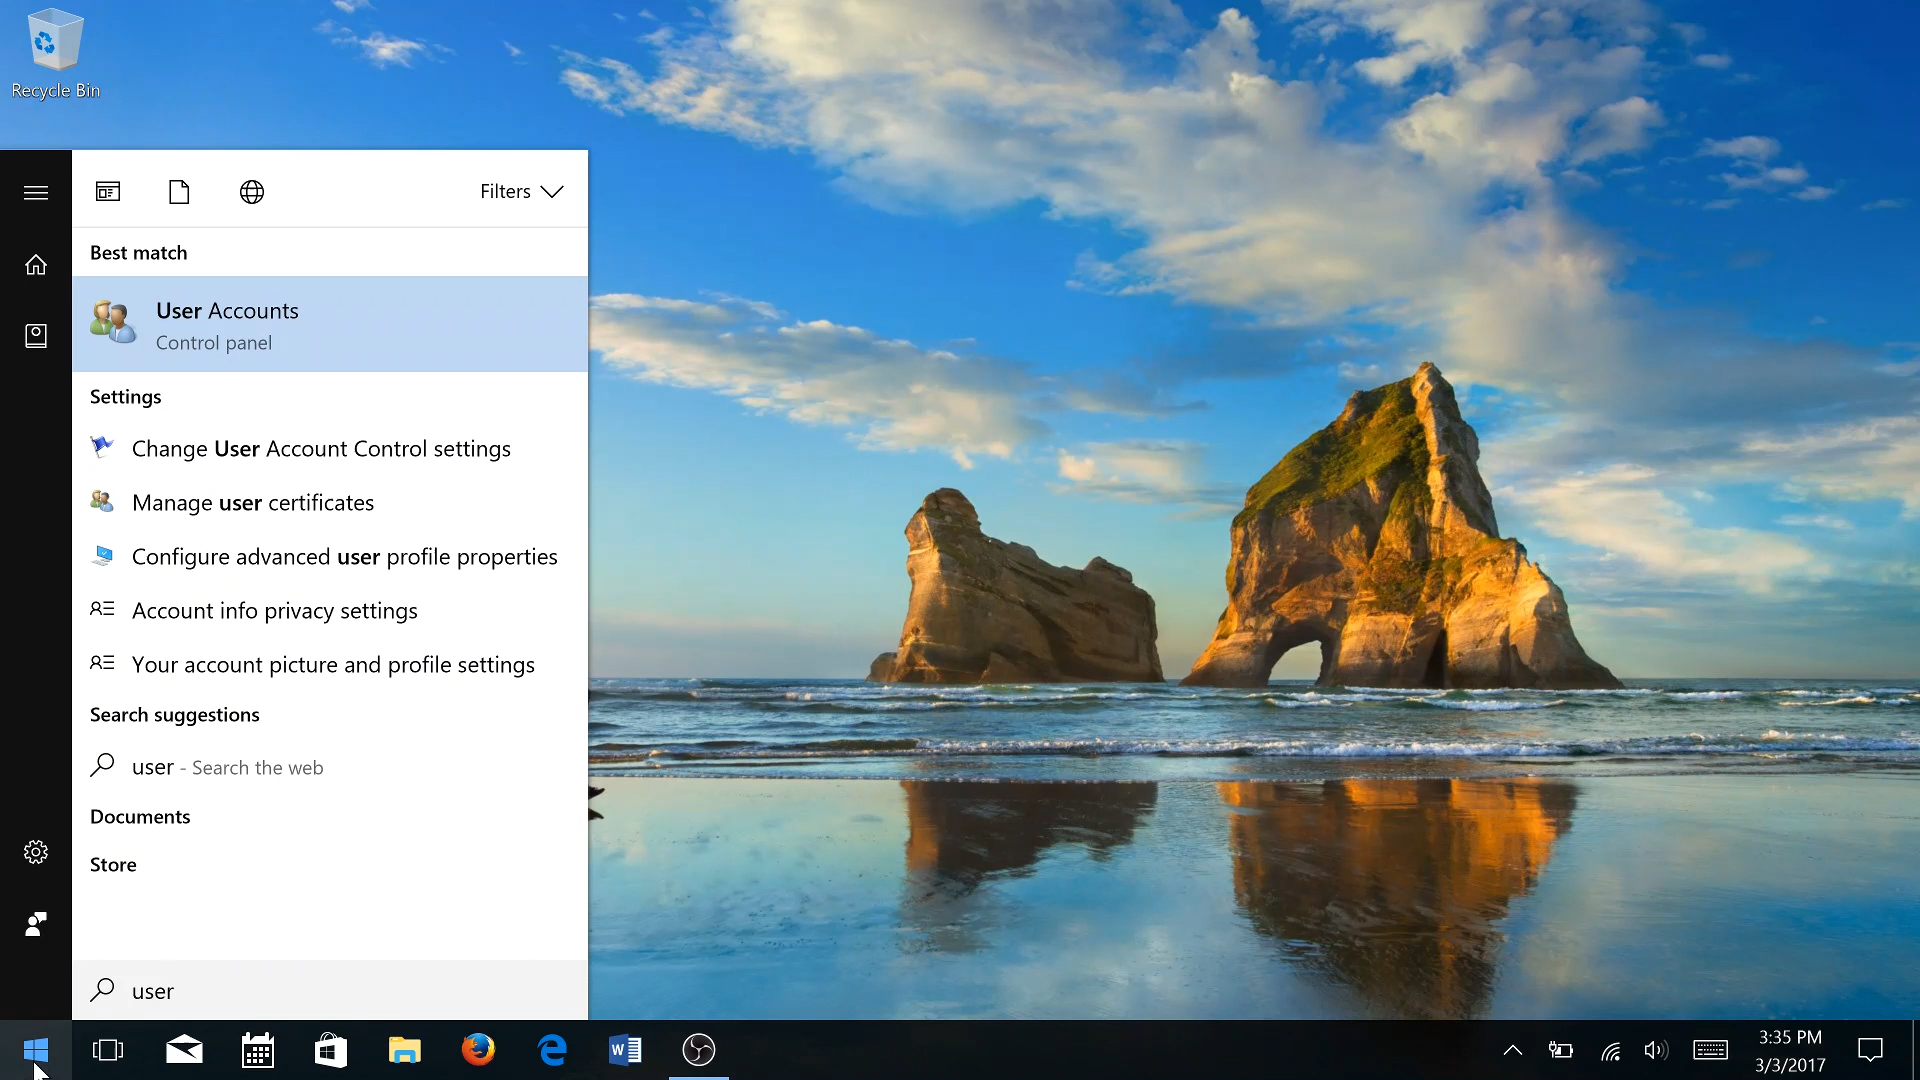 Recycle Bin
Filters
Best match
User Accounts
Control panel
Settings
Change User Account Control settings
Manage user certificates
Configure advanced user profile properties
Account info privacy settings
Your account picture and profile settings
Search suggestions
user - Search the web
Documents
Store
user
W
3:35 PM
3/3/2017